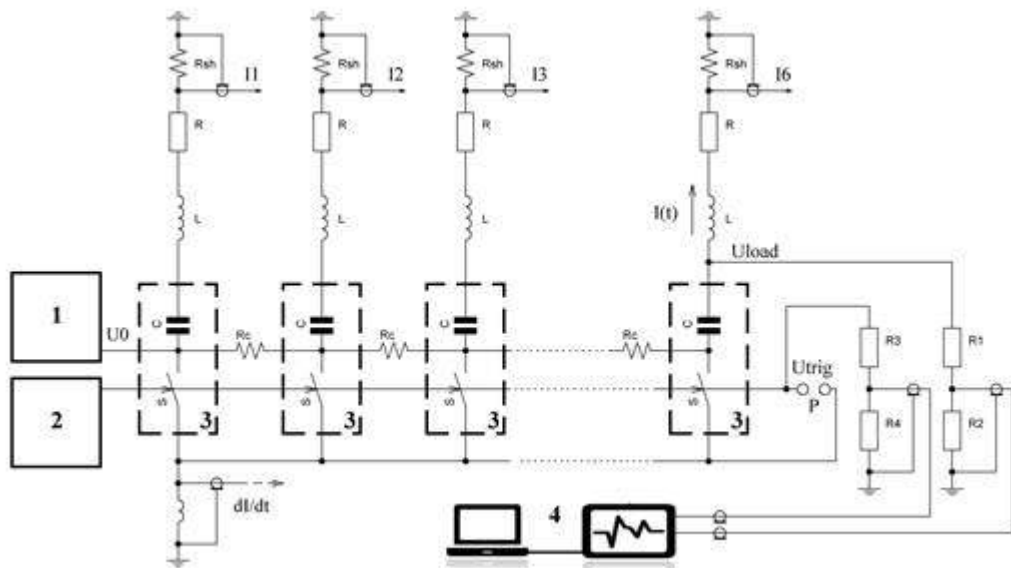 Rsh I1 Rsh I2 Rsh I3 Rsh I6
R R R R
I(t)
L L L L
Uload
1 U0 C Rc C Rc C Rc C R3 R1
Utrig
2 S 3 S 3 S 3 S 3 P R4 R2
dI/dt
4